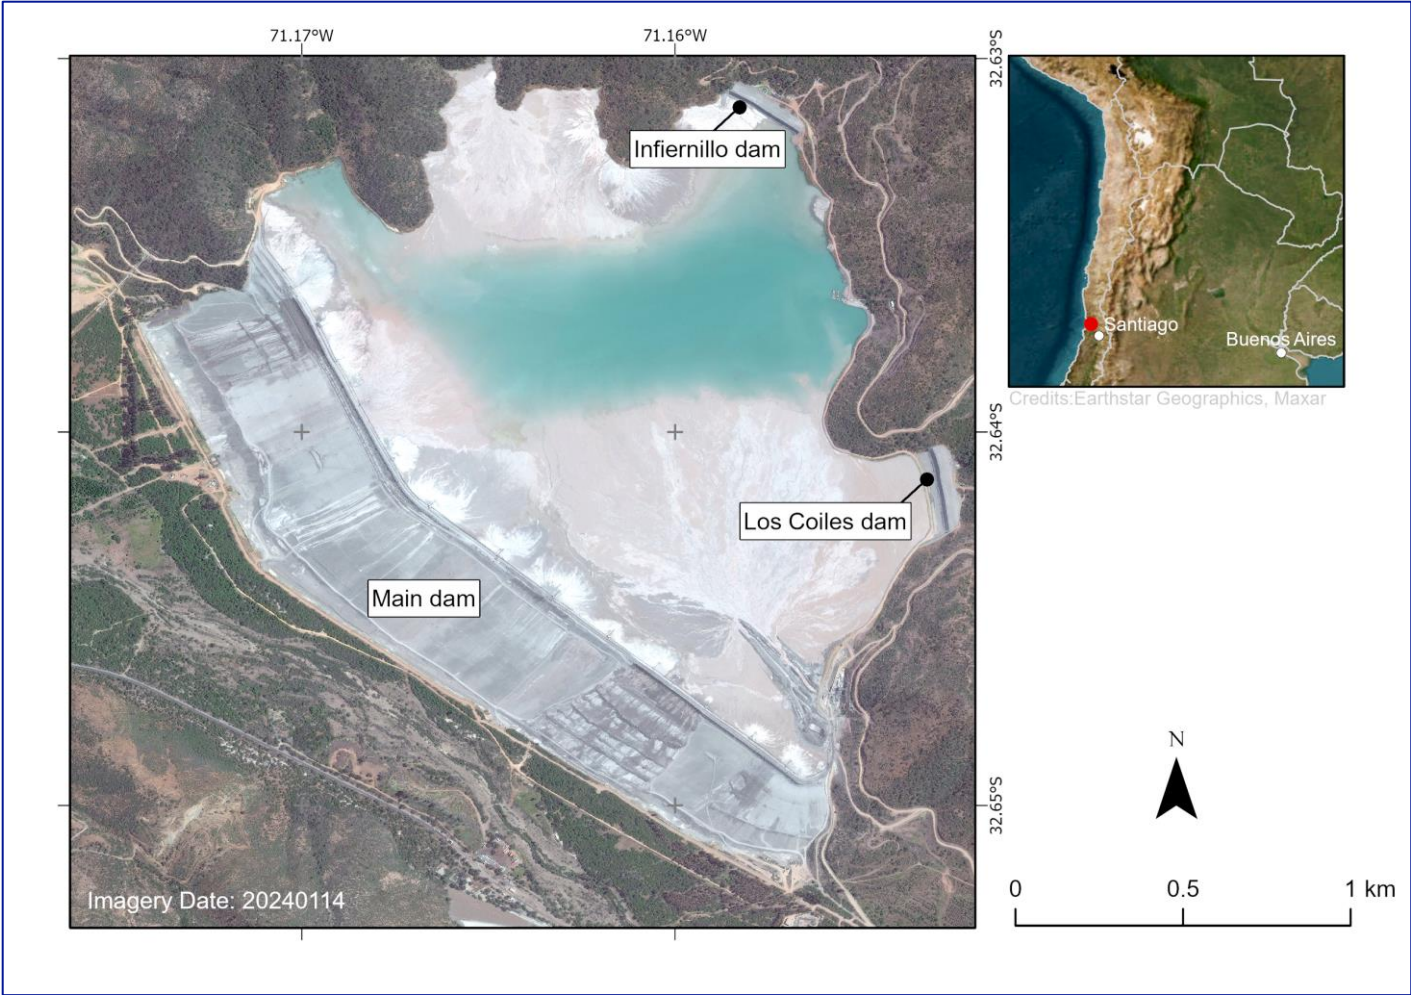 71.17°W
71.16°W
32.63°S
Infiernillo dam
Santiago
Buenos Aires
Credits:Earthstar Geographics, Maxar
32.64°S
Los Coiles dam
Main dam
N
32.65°S
Imagery Date: 20240114
0 0.5 1 km